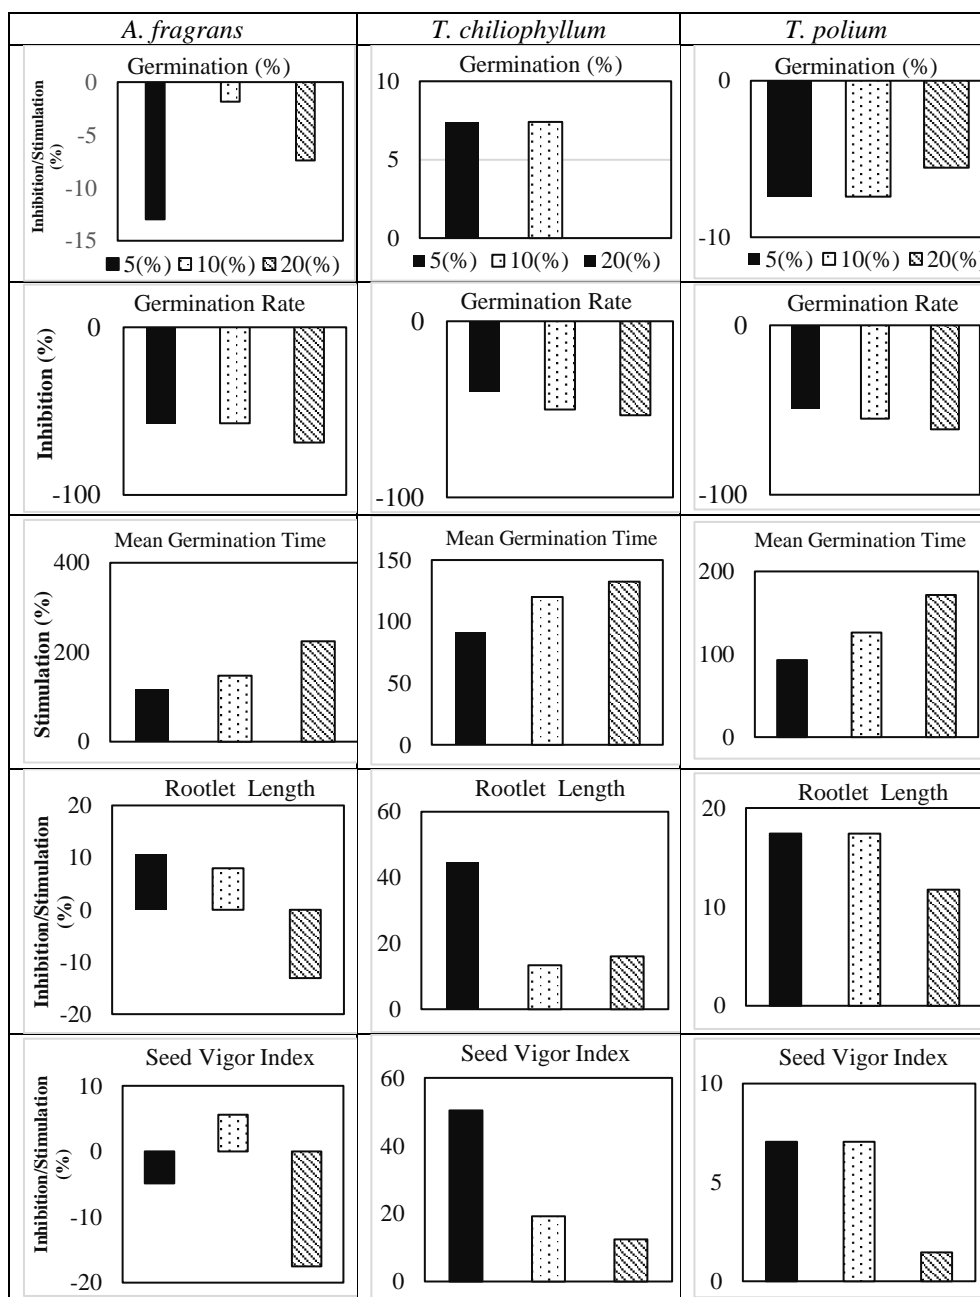 A. fragrans
T. chiliophyllum
T. polium
Germination (%)
Inhibition/Stimulation
(%)
0
-5
-10
-15
5(%) 10(%) 20(%)
Germination (%)
10
5
0
5(%) 10(%) 20(%)
Germination (%)
0
-10
5(%) 10(%) 20(%)
Germination Rate
Inhibition (%)
0
-100
Germination Rate
0
-100
Germination Rate
0
-100
Mean Germination Time
Stimulation (%)
400
200
0
Mean Germination Time
150
100
50
0
Mean Germination Time
200
100
0
Rootlet Length
Inhibition/Stimulation
(%)
20
10
0
-10
-20
Rootlet Length
60
40
20
0
Rootlet Length
20
10
0
Seed Vigor Index
Inhibition/Stimulation
(%)
10
0
-10
-20
Seed Vigor Index
60
40
20
0
Seed Vigor Index
10
5
0